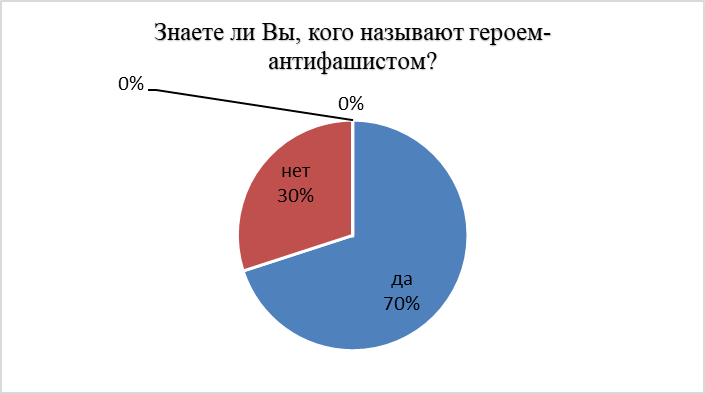 Знаете ли Вы, кого называют героем-
антифашистом?
0%
0%
нет
30%
да
70%